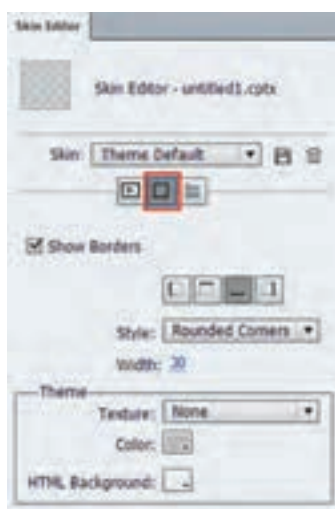 Skin Editor
Skin Editor - untitled1.cptx
Skin: Theme Default
Show Borders
Style: Rounded Corners
Width: 30
Theme
Texture: None
Color:
HTML Background: